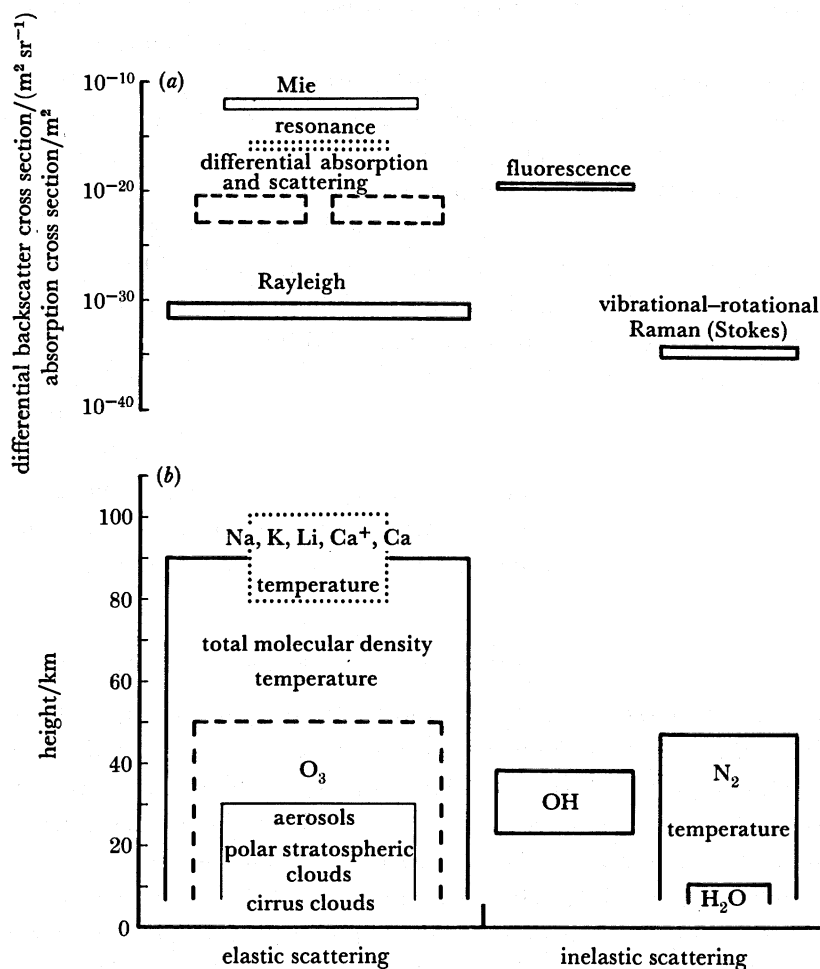 differential backscatter cross section/(m² sr⁻¹)
absorption cross section/m²
10⁻¹⁰
10⁻²⁰
10⁻³⁰
10⁻⁴⁰
(a)
Mie
resonance
differential absorption
and scattering
fluorescence
Rayleigh
vibrational–rotational
Raman (Stokes)
(b)
height/km
100
80
60
40
20
0
Na, K, Li, Ca⁺, Ca
temperature
total molecular density
temperature
O₃
aerosols
polar stratospheric
clouds
cirrus clouds
OH
N₂
temperature
H₂O
elastic scattering
inelastic scattering